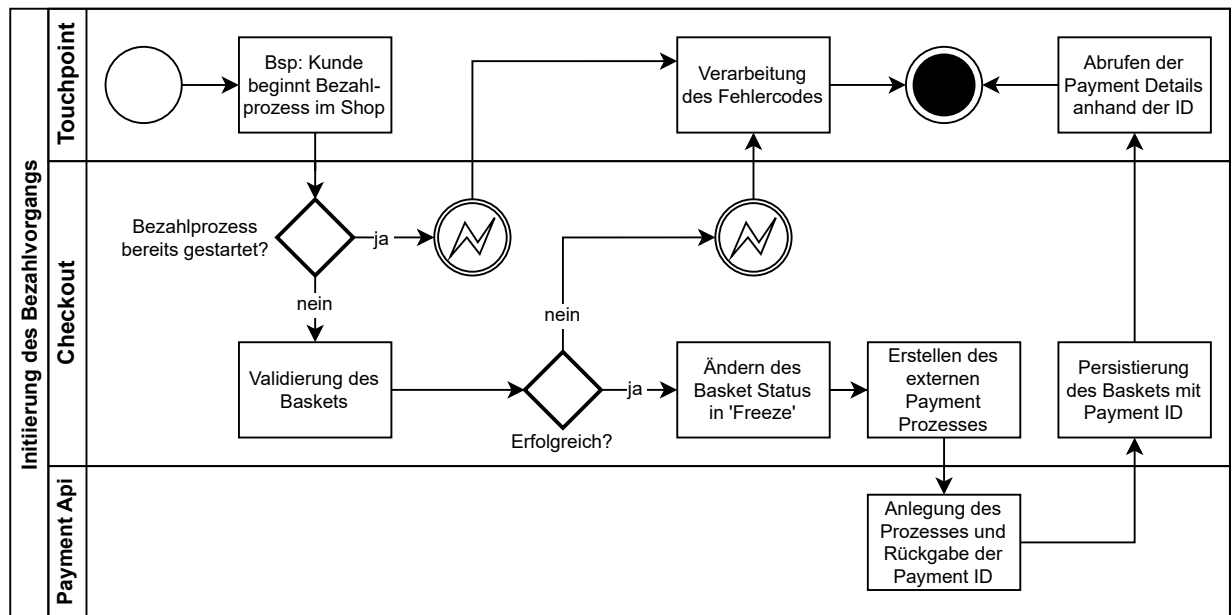 Initiierung des Bezahlvorgangs
Touchpoint
Bsp: Kunde
beginnt Bezahl-
prozess im Shop
Verarbeitung
des Fehlercodes
Abrufen der
Payment Details
anhand der ID
Checkout
Bezahlprozess
bereits gestartet?
ja
nein
Validierung des
Baskets
nein
Erfolgreich?
ja
Ändern des
Basket Status
in 'Freeze'
Erstellen des
externen
Payment
Prozesses
Persistierung
des Baskets mit
Payment ID
Payment Api
Anlegung des
Prozesses und
Rückgabe der
Payment ID